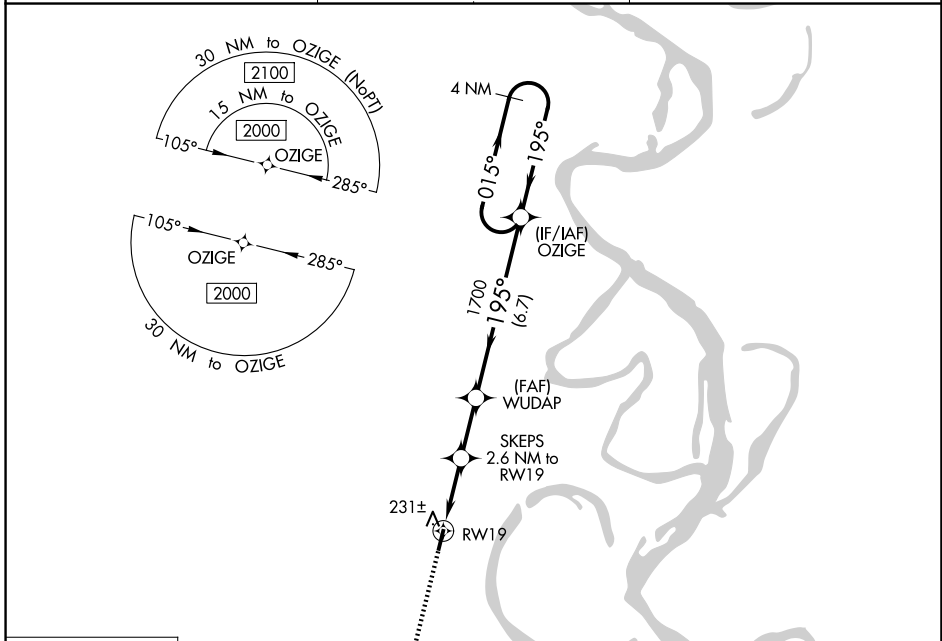 30 NM to OZIGE (NoPT)
2100
15 NM to OZIGE
2000
105°
OZIGE
285°
105°
OZIGE
285°
2000
30 NM to OZIGE
4 NM
015°
195°
(IF/IAF)
OZIGE
1700
195°
(6.7)
(FAF)
WUDAP
SKEPS
2.6 NM to
RW19
231±
RW19